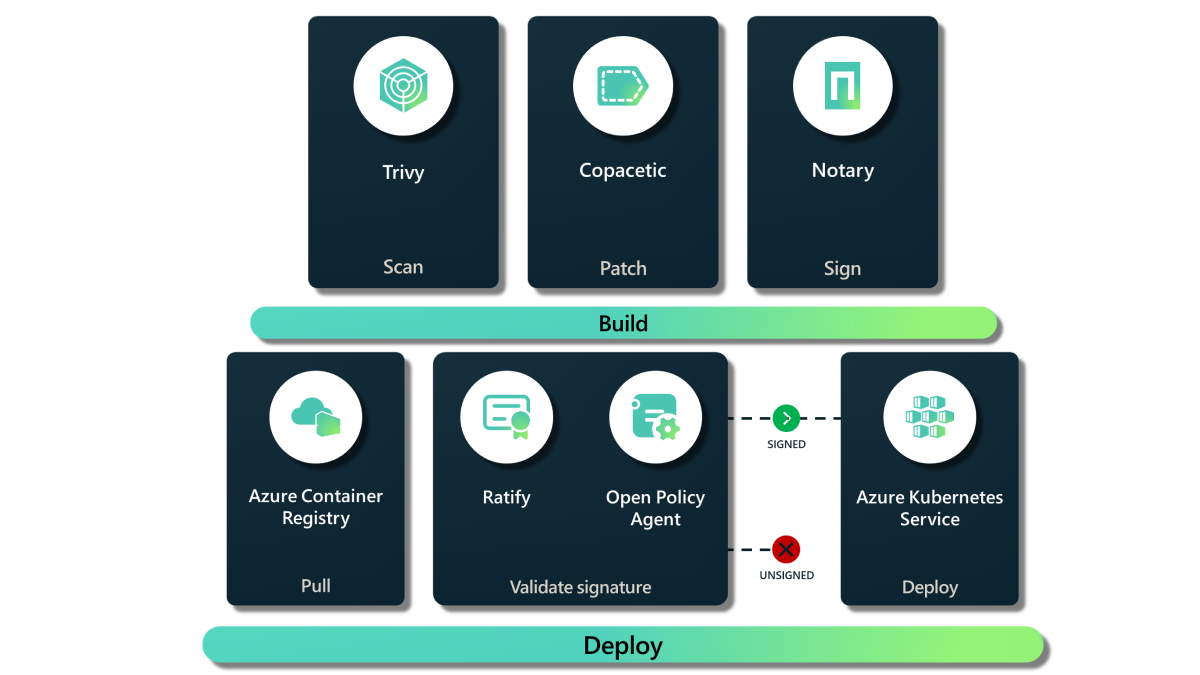 Trivy
Copacetic
Notary
Scan
Patch
Sign
Build
Azure Container
Registry
Pull
Ratify
Open Policy
Agent
Validate signature
SIGNED
UNSIGNED
Azure Kubernetes
Service
Deploy
Deploy